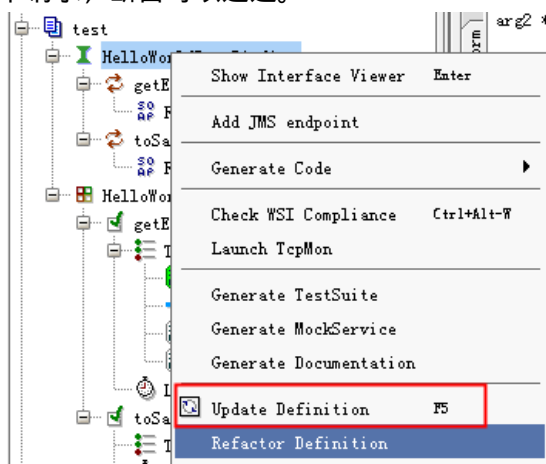 test
arg2
HelloWor
Show Interface Viewer Enter
getE
Add JMS endpoint
toSa
Generate Code
HelloWor
Check WSI Compliance Ctrl+Alt-W
getE
Launch TcpMon
Generate TestSuite
Generate MockService
Generate Documentation
Update Definition F5
toSa
Refactor Definition